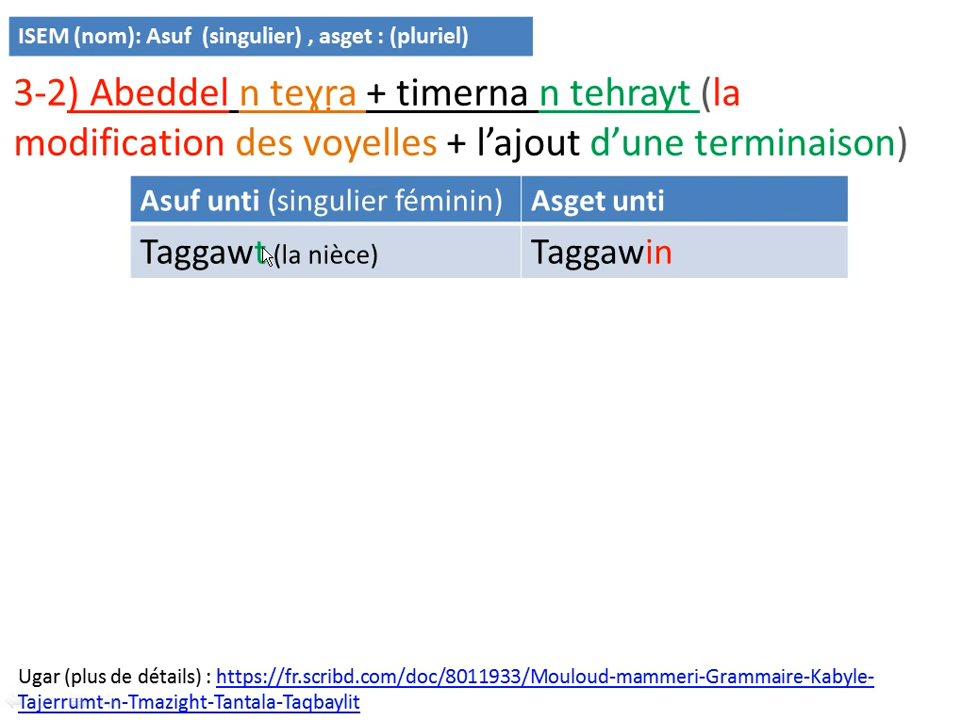 ISEM (nom): Asuf  (singulier) , asget : (pluriel)
3-2) Abeddel n teɣṛa + timerna n tehrayt (la
modification des voyelles + l’ajout d’une terminaison)
Asuf unti (singulier féminin) Asget unti
Taggawt (la nièce) Taggawin
Ugar (plus de détails) : https://fr.scribd.com/doc/8011933/Mouloud-mammeri-Grammaire-Kabyle-
Tajerrumt-n-Tmazight-Tantala-Taqbaylit